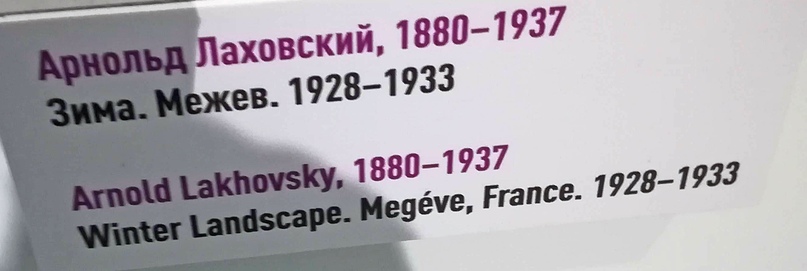 Арнольд Лаховский, 1880–1937
Зима. Межев. 1928–1933
Arnold Lakhovsky, 1880–1937
Winter Landscape. Megéve, France. 1928–1933